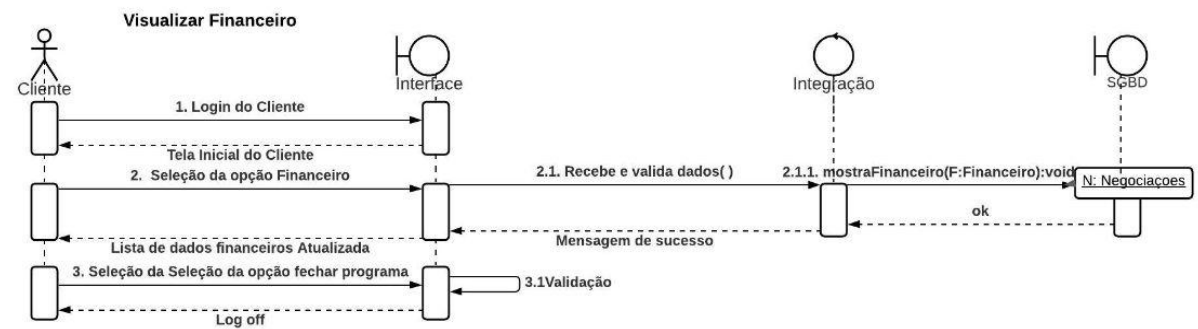 Visualizar Financeiro
Cliente
Interface
Integração
SGBD
1. Login do Cliente
Tela Inicial do Cliente
2. Seleção da opção Financeiro
2.1. Recebe e valida dados( )
2.1.1. mostraFinanceiro(F:Financeiro):void
N: Negociaçoes
ok
Mensagem de sucesso
Lista de dados financeiros Atualizada
3. Seleção da Seleção da opção fechar programa
3.1Validação
Log off